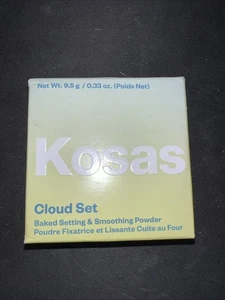 Net Wt. 9.5 g / 0.33 oz. (Poids Net)
Kosas
Cloud Set
Baked Setting & Smoothing Powder
Poudre Fixatrice et Lissante Cuite au Four